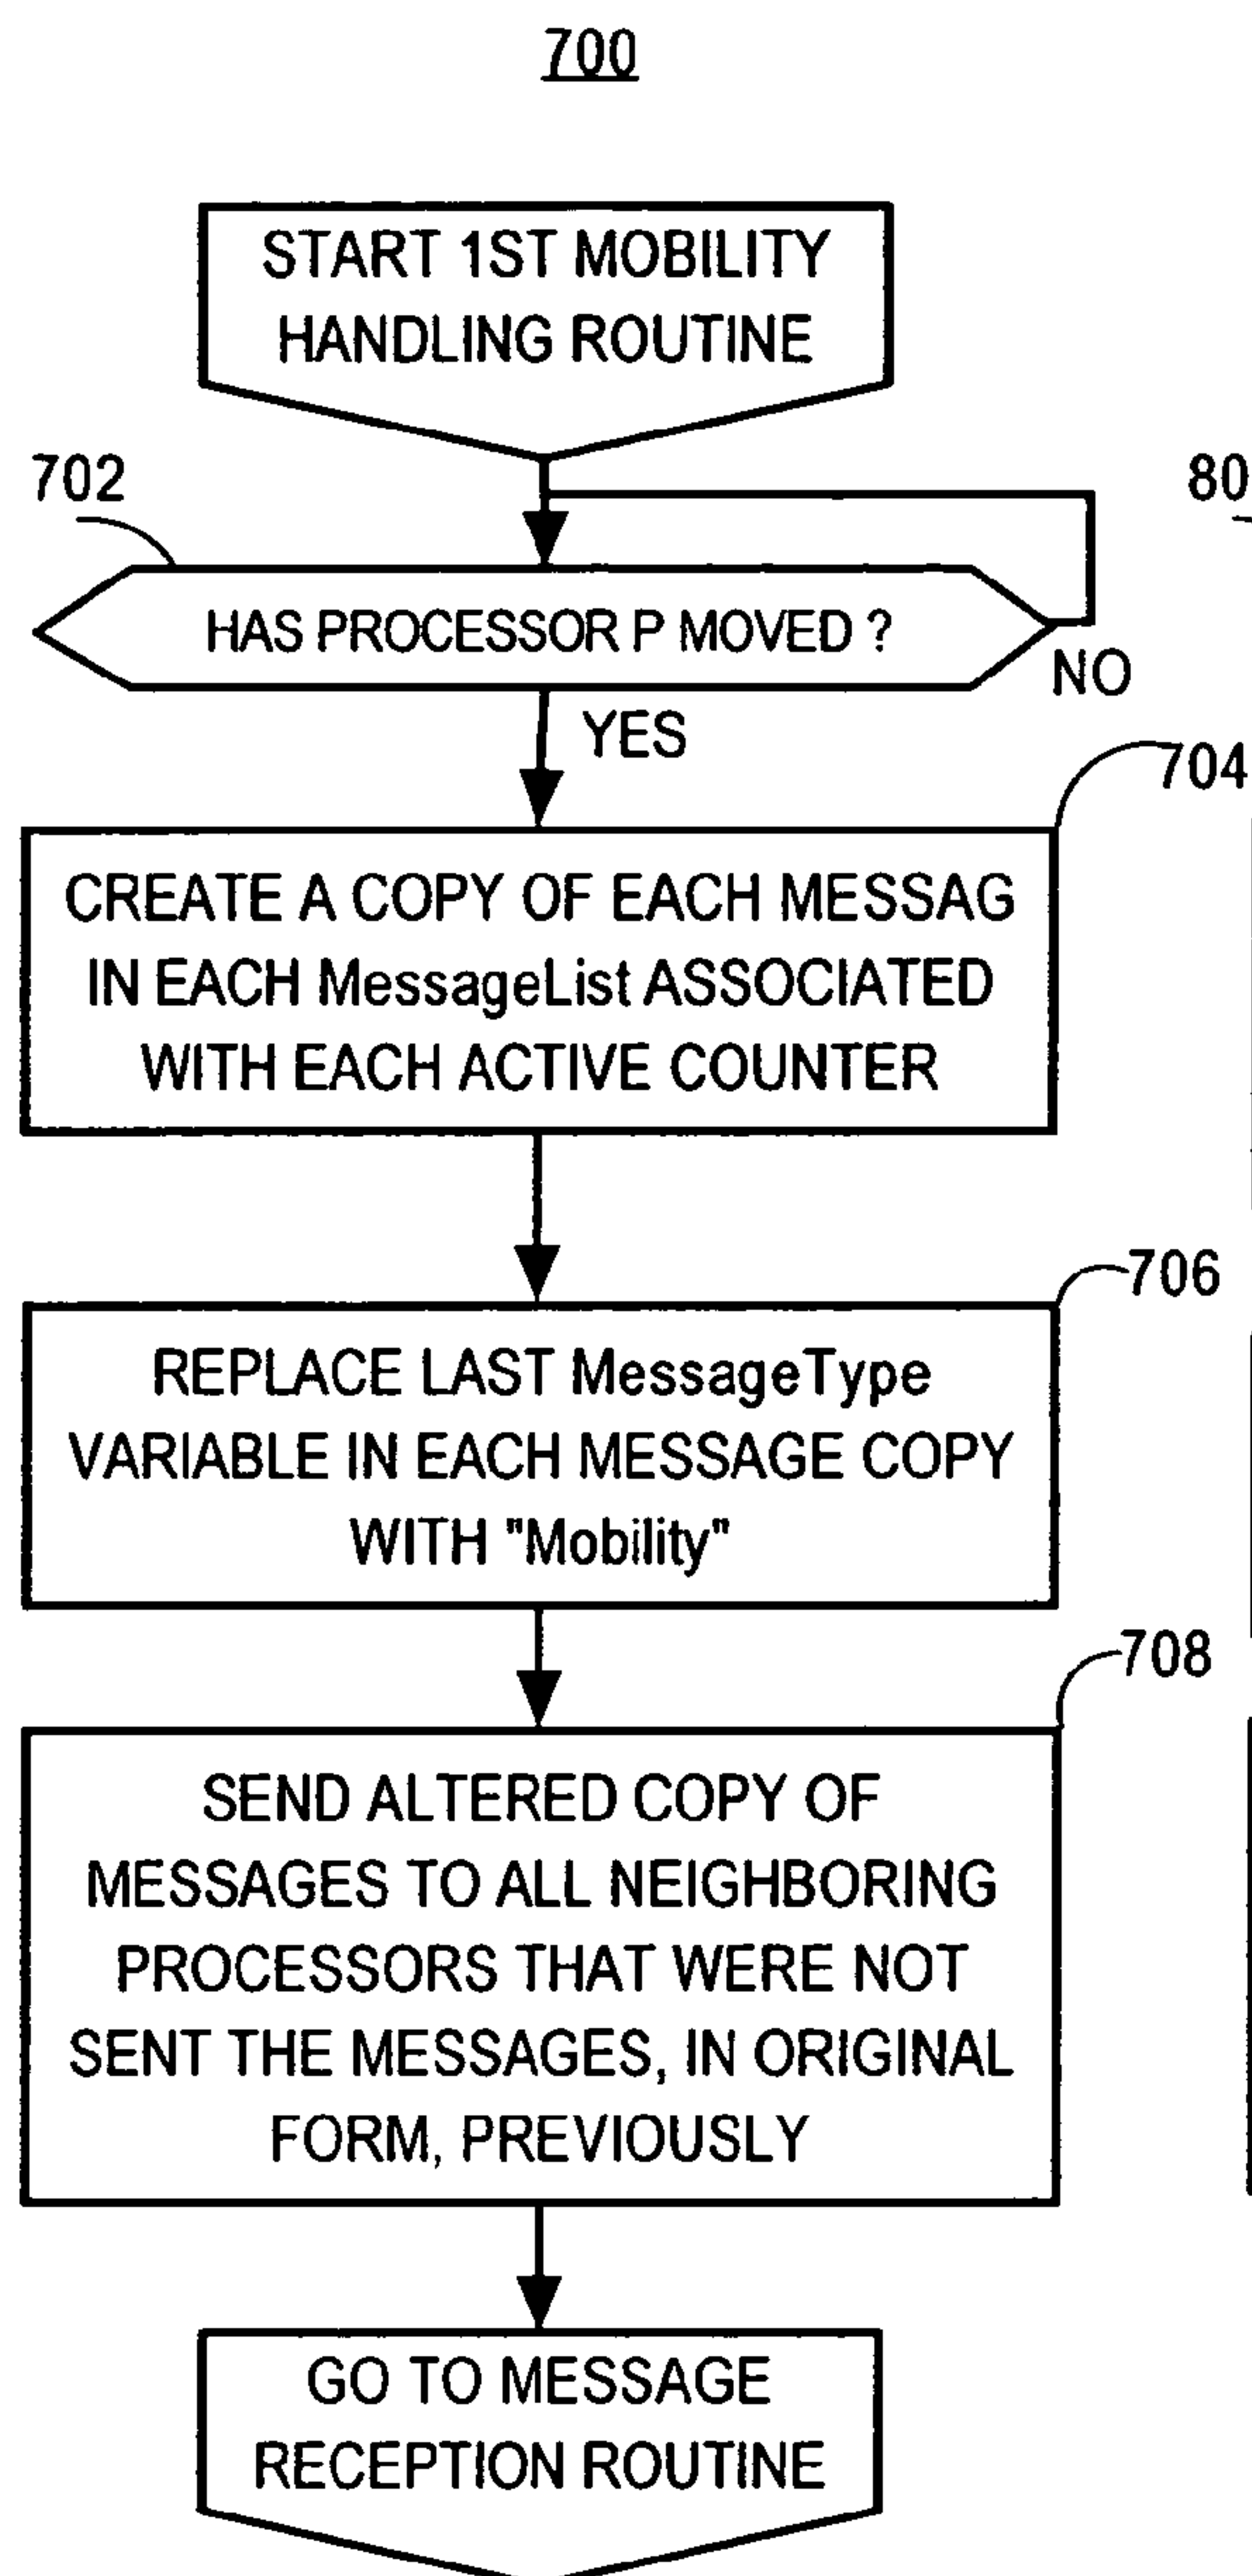 700
START 1ST MOBILITY
HANDLING ROUTINE
702
80
HAS PROCESSOR P MOVED ?
NO
YES
704
CREATE A COPY OF EACH MESSAG
IN EACH MessageList ASSOCIATED
WITH EACH ACTIVE COUNTER
706
REPLACE LAST MessageType
VARIABLE IN EACH MESSAGE COPY
WITH "Mobility"
708
SEND ALTERED COPY OF
MESSAGES TO ALL NEIGHBORING
PROCESSORS THAT WERE NOT
SENT THE MESSAGES, IN ORIGINAL
FORM, PREVIOUSLY
GO TO MESSAGE
RECEPTION ROUTINE